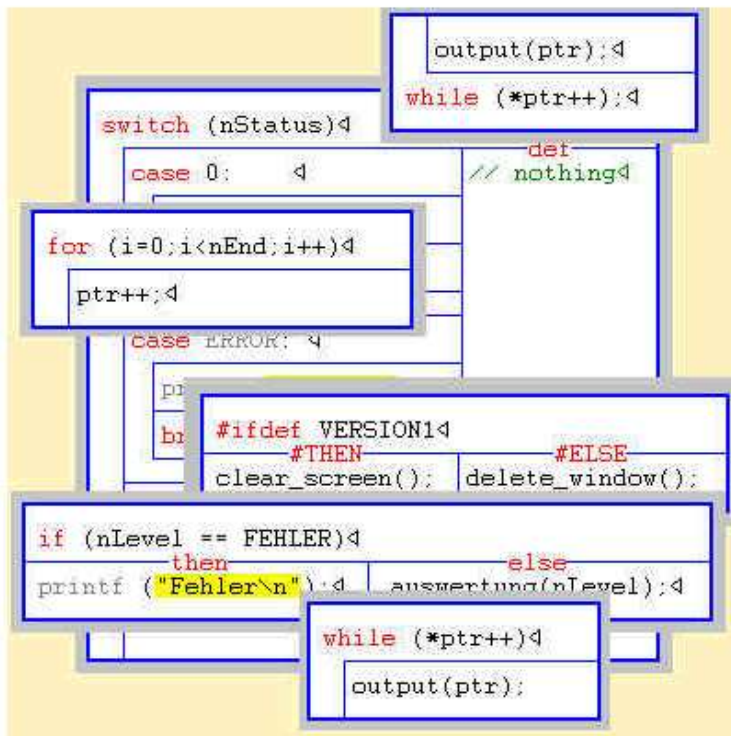 output(ptr);
while (*ptr++);
switch (nStatus)
def
case 0:
// nothing
for (i=0;i<nEnd;i++)
ptr++;
case ERROR:
#ifdef VERSION1
#THEN #ELSE
clear_screen(); delete_window();
if (nLevel == FEHLER)
then else
printf ("Fehler\n"); auswertung(nLevel);
while (*ptr++)
output(ptr);